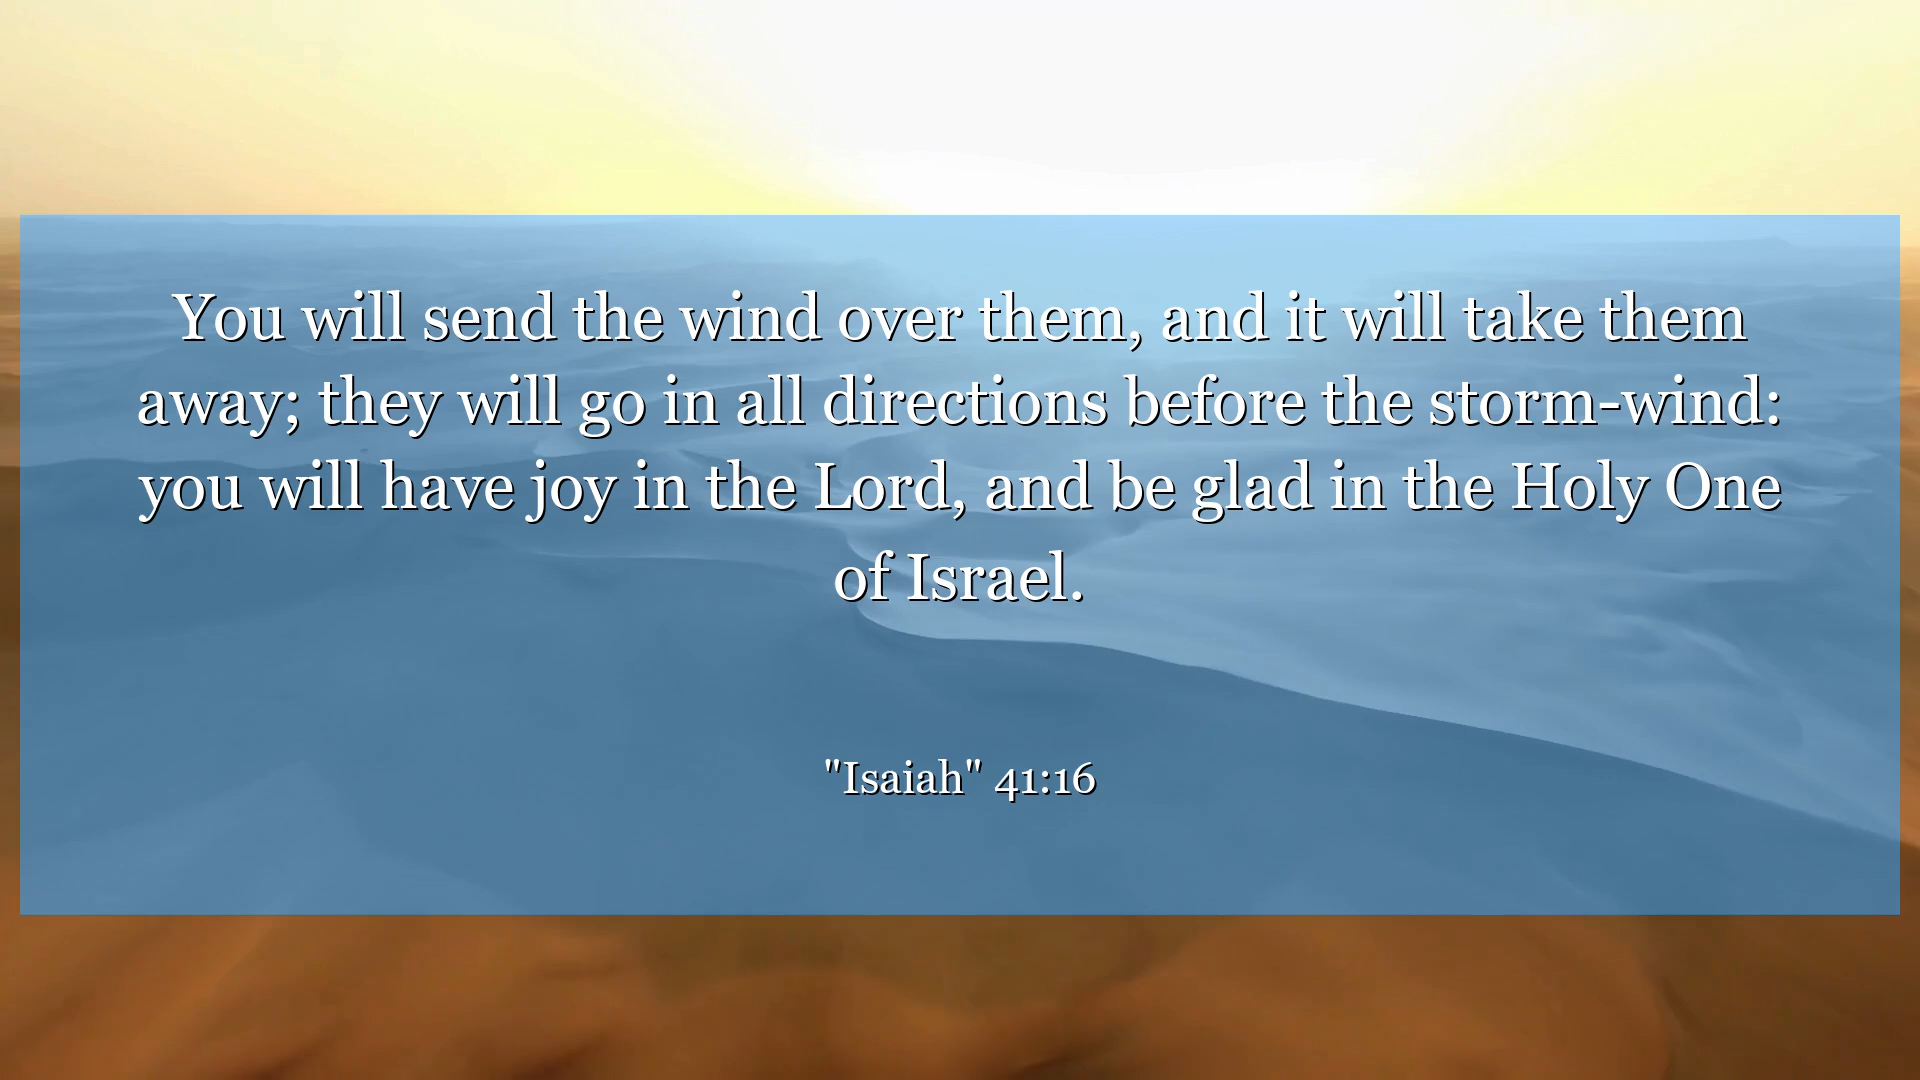 You will send the wind over them, and it will take them
away; they will go in all directions before the storm-wind:
you will have joy in the Lord, and be glad in the Holy One
of Israel.
"Isaiah" 41:16